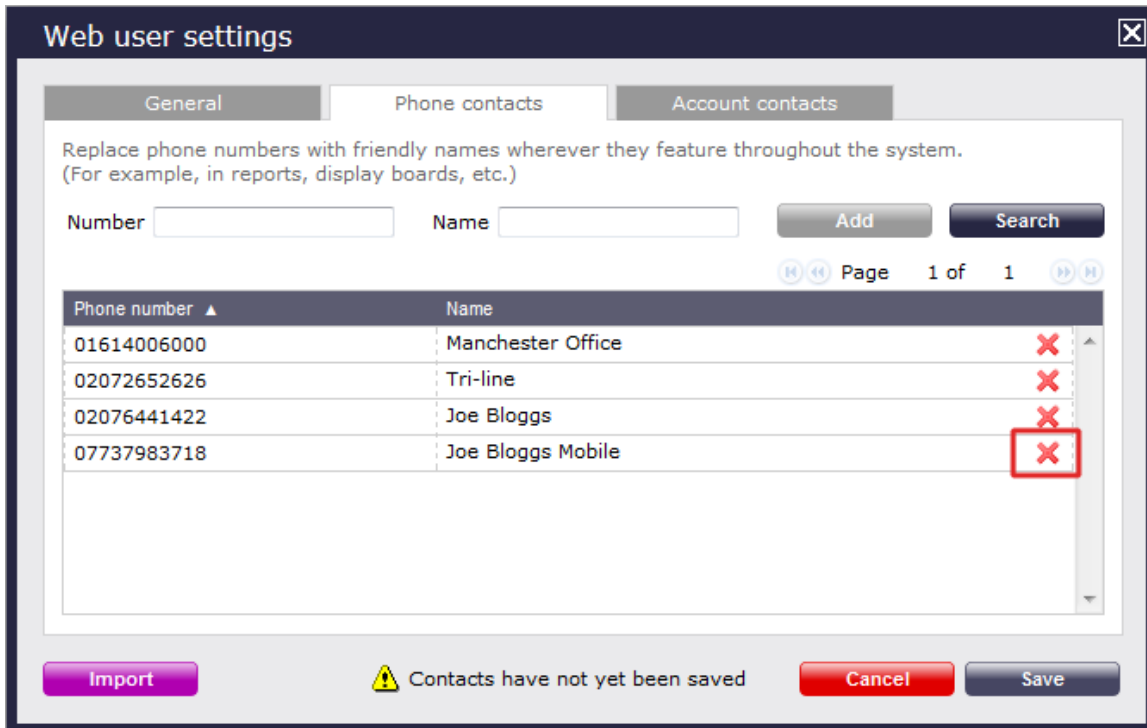 Web user settings
General Phone contacts Account contacts
Replace phone numbers with friendly names wherever they feature throughout the system.
(For example, in reports, display boards, etc.)
Number Name Add Search
Page 1 of 1
Phone number ▲ Name
01614006000 Manchester Office
02072652626 Tri-line
02076441422 Joe Bloggs
07737983718 Joe Bloggs Mobile
Import Contacts have not yet been saved Cancel Save